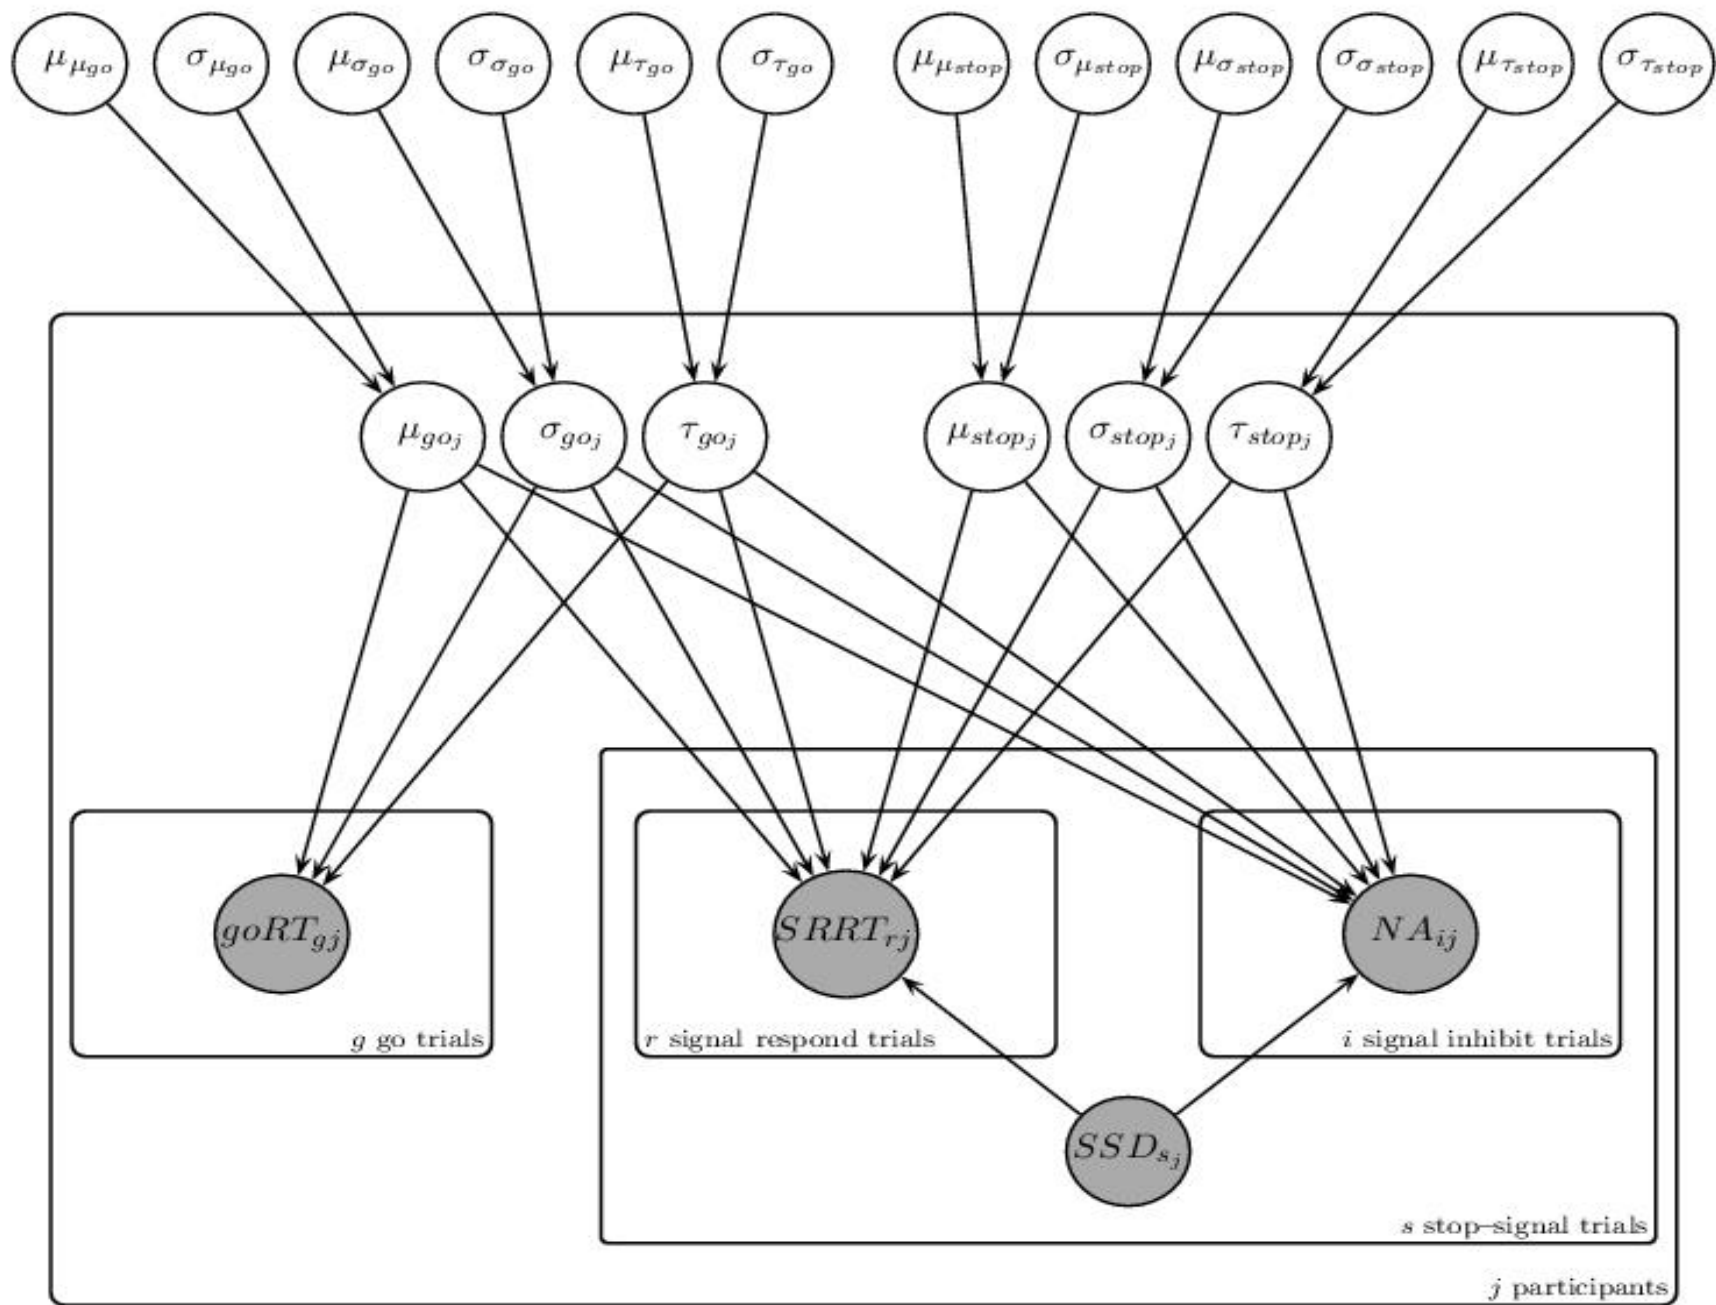 μ_{μ_{go}} σ_{μ_{go}} μ_{σ_{go}} σ_{σ_{go}} μ_{τ_{go}} σ_{τ_{go}} μ_{μ_{stop}} σ_{μ_{stop}} μ_{σ_{stop}} σ_{σ_{stop}} μ_{τ_{stop}} σ_{τ_{stop}}
μ_{go_j} σ_{go_j} τ_{go_j} μ_{stop_j} σ_{stop_j} τ_{stop_j}
goRT_{gj} SRRT_{rj} NA_{ij}
g go trials r signal respond trials i signal inhibit trials
SSD_{s_j}
s stop–signal trials
j participants